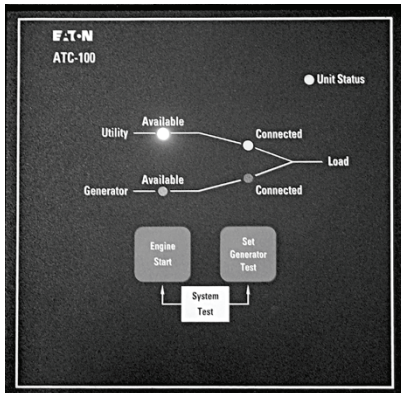 EATON
ATC-100
Unit Status
Available
Utility
Connected
Load
Available
Generator
Connected
Engine
Start
Set
Generator
Test
System
Test